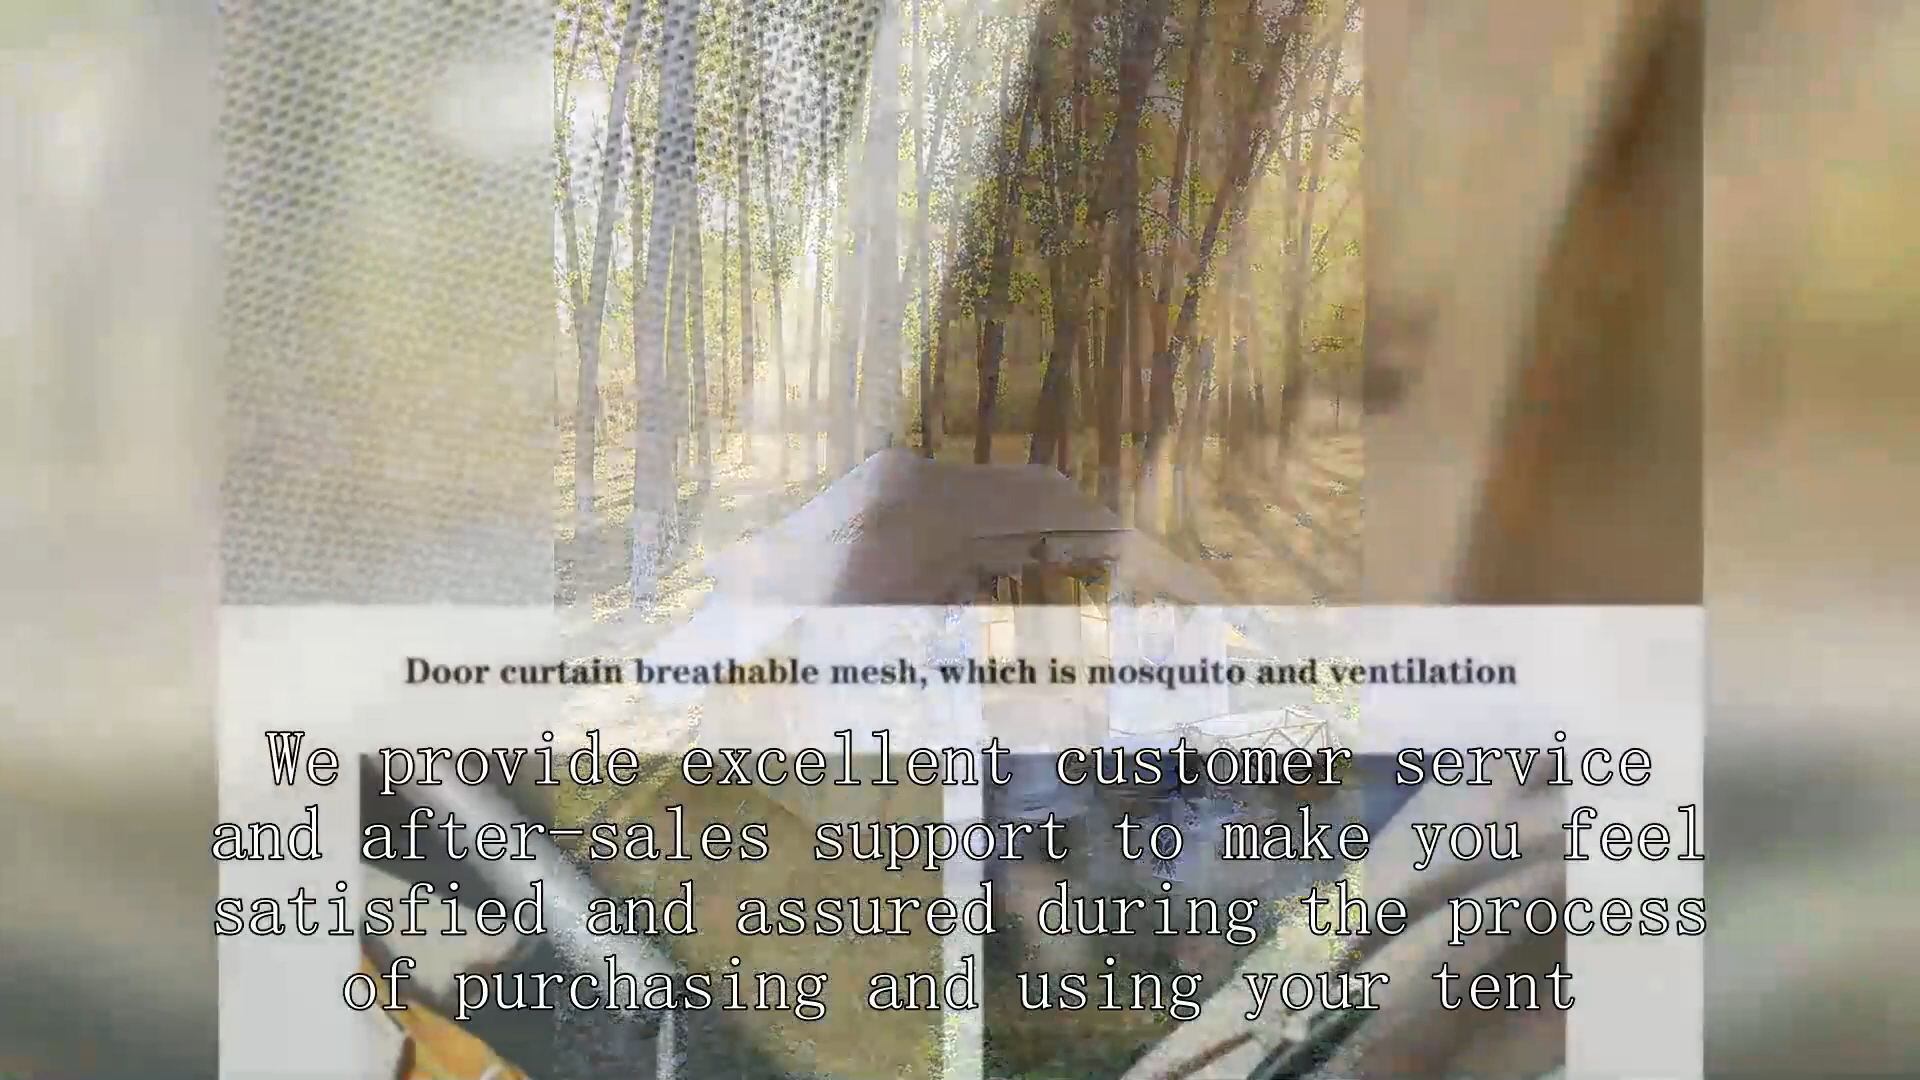 Door curtain breathable mesh, which is mosquito and ventilation
We provide excellent customer service
and after-sales support to make you feel
satisfied and assured during the process
of purchasing and using your tent